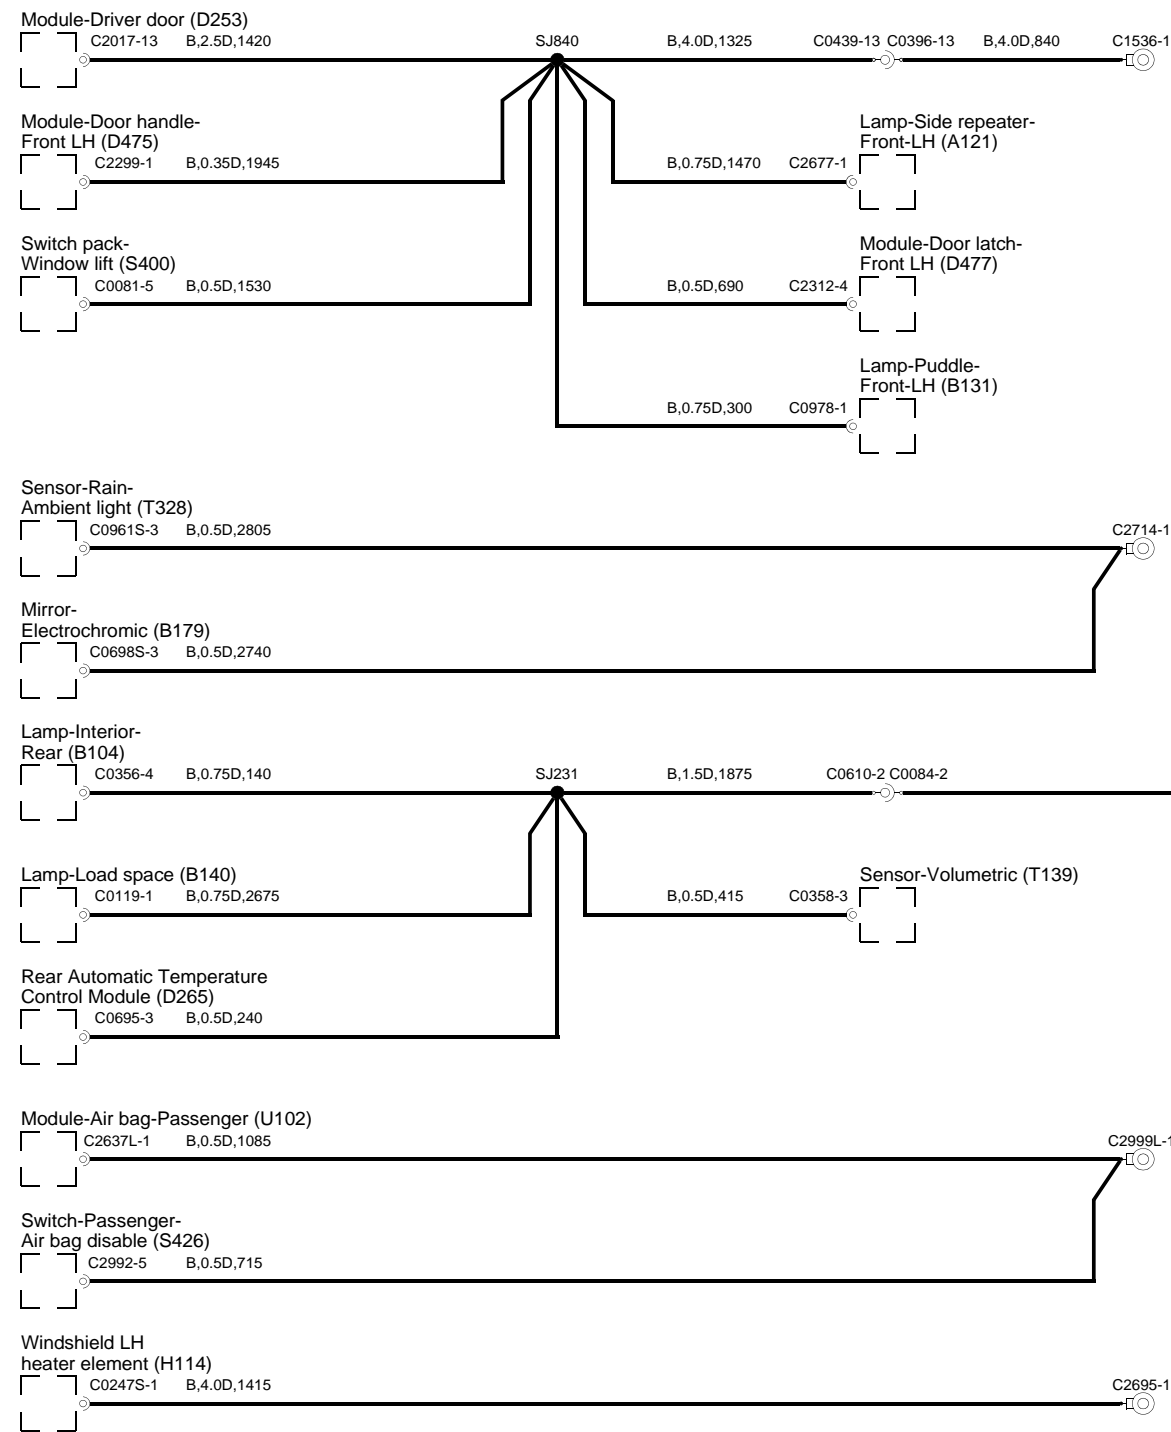 Module-Driver door (D253)
C2017-13 B,2.5D,1420 SJ840 B,4.0D,1325 C0439-13 C0396-13 B,4.0D,840 C1536-1
Module-Door handle-
Front LH (D475)
C2299-1 B,0.35D,1945
Lamp-Side repeater-
Front-LH (A121)
B,0.75D,1470 C2677-1
Switch pack-
Window lift (S400)
C0081-5 B,0.5D,1530
Module-Door latch-
Front LH (D477)
B,0.5D,690 C2312-4
Lamp-Puddle-
Front-LH (B131)
B,0.75D,300 C0978-1
Sensor-Rain-
Ambient light (T328)
C0961S-3 B,0.5D,2805 C2714-1
Mirror-
Electrochromic (B179)
C0698S-3 B,0.5D,2740
Lamp-Interior-
Rear (B104)
C0356-4 B,0.75D,140 SJ231 B,1.5D,1875 C0610-2 C0084-2
Lamp-Load space (B140)
C0119-1 B,0.75D,2675
Sensor-Volumetric (T139)
B,0.5D,415 C0358-3
Rear Automatic Temperature
Control Module (D265)
C0695-3 B,0.5D,240
Module-Air bag-Passenger (U102)
C2637L-1 B,0.5D,1085 C2999L-1
Switch-Passenger-
Air bag disable (S426)
C2992-5 B,0.5D,715
Windshield LH
heater element (H114)
C0247S-1 B,4.0D,1415 C2695-1